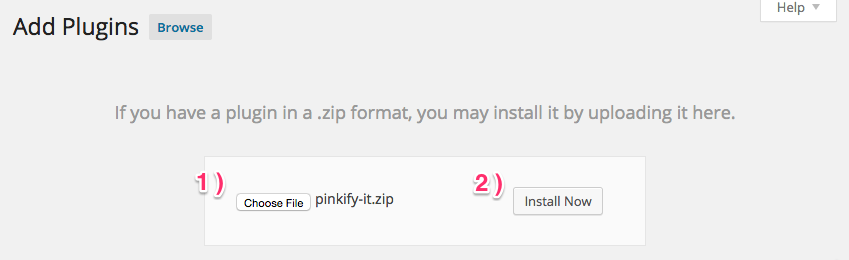 Add Plugins Browse Help
If you have a plugin in a .zip format, you may install it by uploading it here.
1 ) Choose File pinkify-it.zip 2 ) Install Now